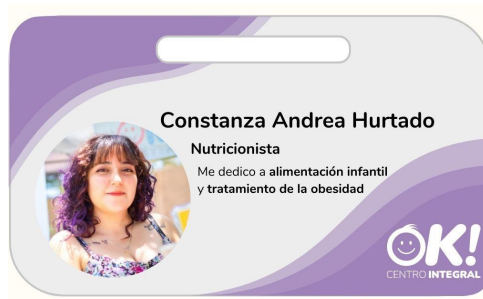 Constanza Andrea Hurtado
Nutricionista
Me dedico a alimentación infantil
y tratamiento de la obesidad
OK!
CENTRO INTEGRAL